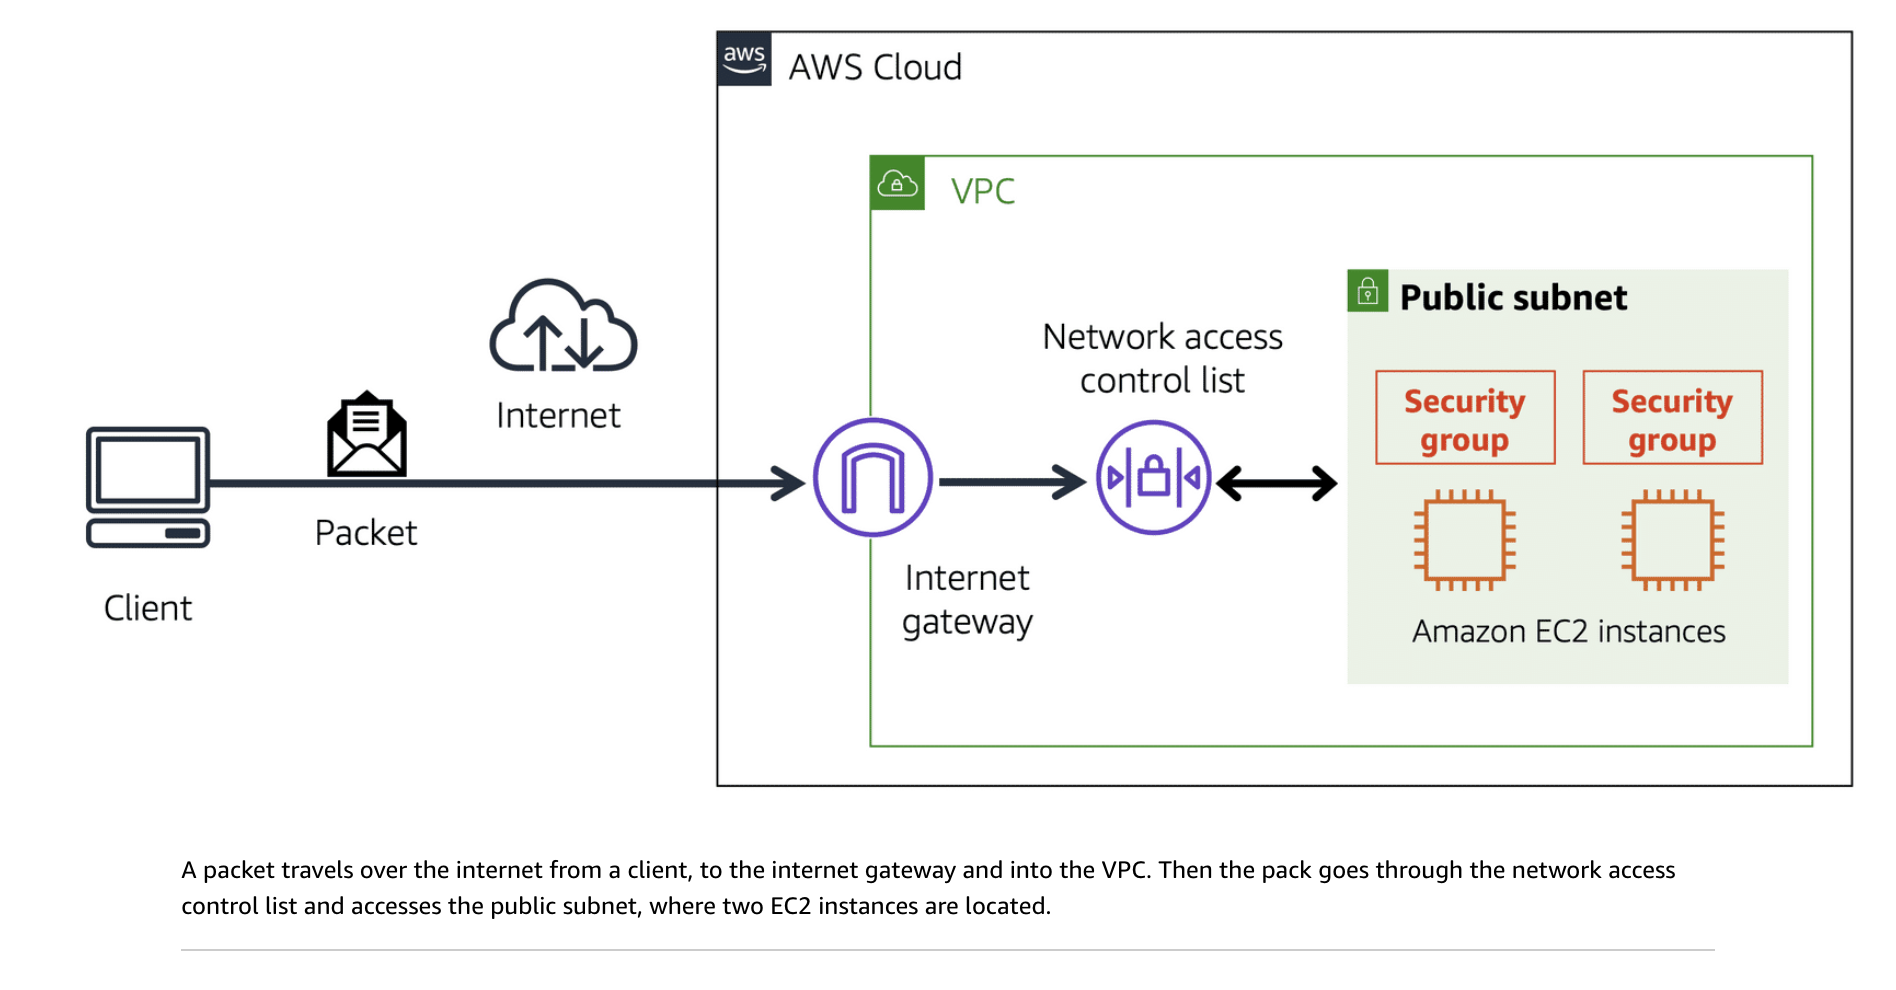 aws
AWS Cloud
VPC
Public subnet
Network access
control list
Security
group
Security
group
Internet
Packet
Client
Internet
gateway
Amazon EC2 instances
A packet travels over the internet from a client, to the internet gateway and into the VPC. Then the pack goes through the network access
control list and accesses the public subnet, where two EC2 instances are located.